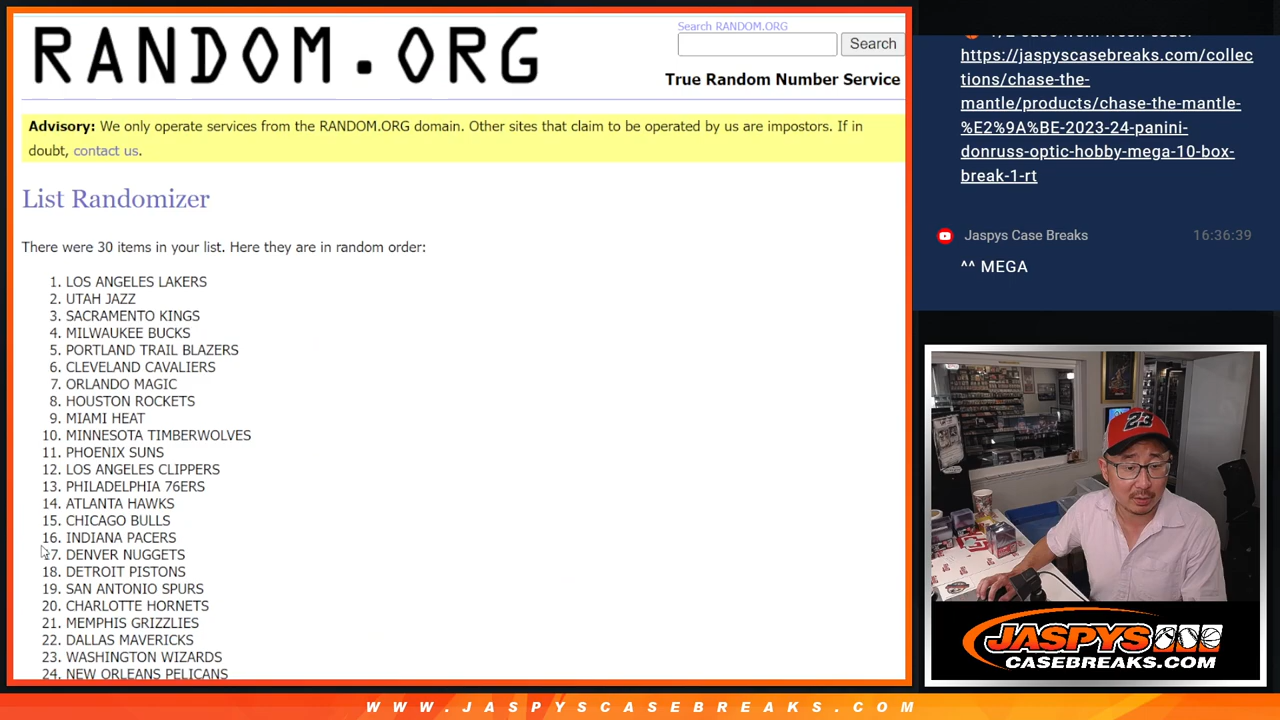 RANDOM.ORG
Search RANDOM.ORG
Search
True Random Number Service
Advisory: We only operate services from the RANDOM.ORG domain. Other sites that claim to be operated by us are impostors. If in
doubt, contact us.
List Randomizer
There were 30 items in your list. Here they are in random order:
1. LOS ANGELES LAKERS
2. UTAH JAZZ
3. SACRAMENTO KINGS
4. MILWAUKEE BUCKS
5. PORTLAND TRAIL BLAZERS
6. CLEVELAND CAVALIERS
7. ORLANDO MAGIC
8. HOUSTON ROCKETS
9. MIAMI HEAT
10. MINNESOTA TIMBERWOLVES
11. PHOENIX SUNS
12. LOS ANGELES CLIPPERS
13. PHILADELPHIA 76ERS
14. ATLANTA HAWKS
15. CHICAGO BULLS
16. INDIANA PACERS
17. DENVER NUGGETS
18. DETROIT PISTONS
19. SAN ANTONIO SPURS
20. CHARLOTTE HORNETS
21. MEMPHIS GRIZZLIES
22. DALLAS MAVERICKS
23. WASHINGTON WIZARDS
24. NEW ORLEANS PELICANS
https://jaspyscasebreaks.com/collec
tions/chase-the-
mantle/products/chase-the-mantle-
%E2%9A%BE-2023-24-panini-
donruss-optic-hobby-mega-10-box-
break-1-rt
Jaspys Case Breaks 16:36:39
^^ MEGA
23
JASPYS
CASEBREAKS.COM
WWW.JASPYSCASEBREAKS.COM